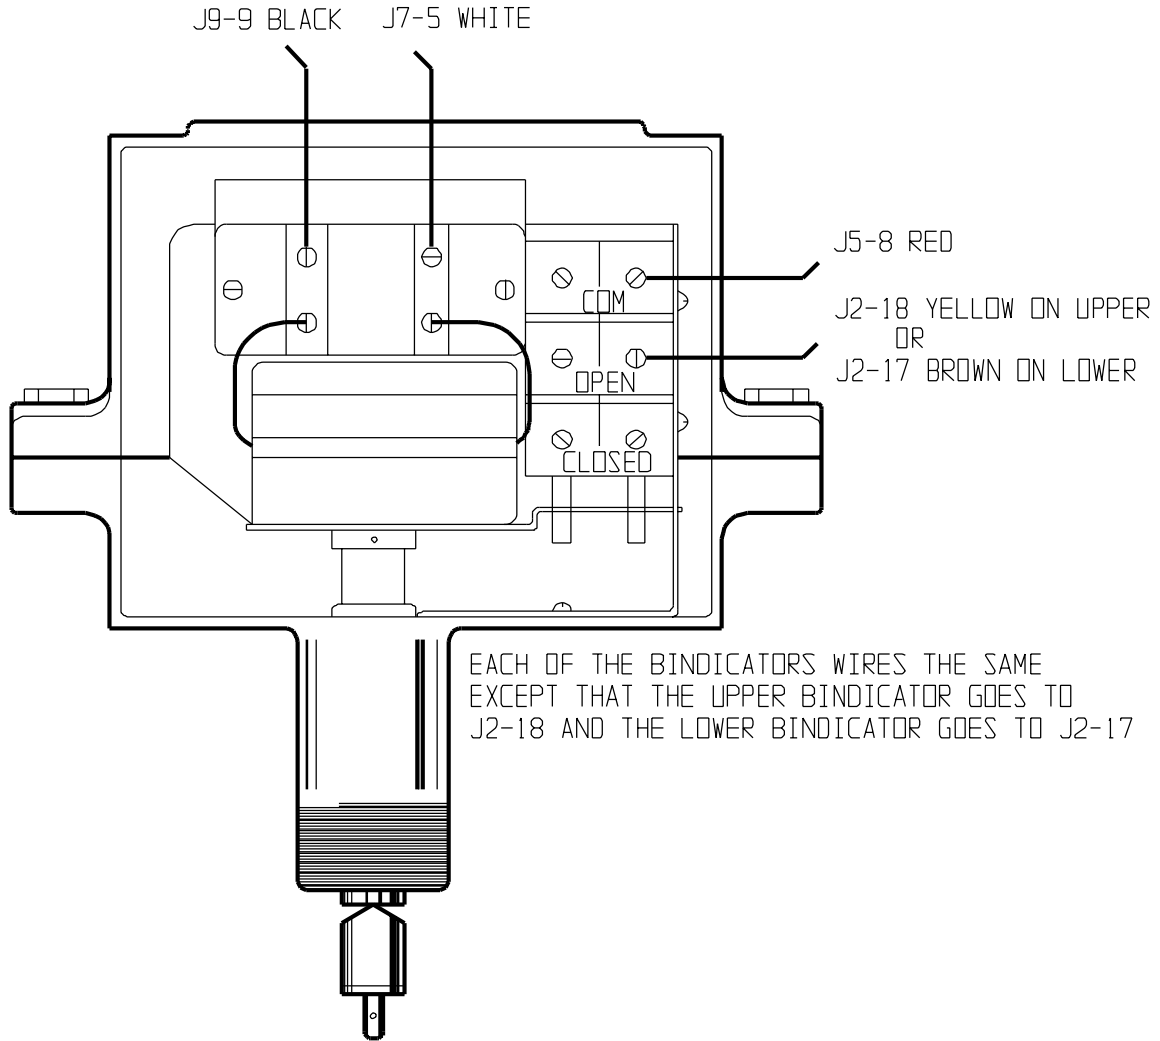 J9-9 BLACK
J7-5 WHITE
J5-8 RED
J2-18 YELLOW ON UPPER
OR
J2-17 BROWN ON LOWER
COM
OPEN
CLOSED
EACH OF THE BINDICATORS WIRES THE SAME
EXCEPT THAT THE UPPER BINDICATOR GOES TO
J2-18 AND THE LOWER BINDICATOR GOES TO J2-17